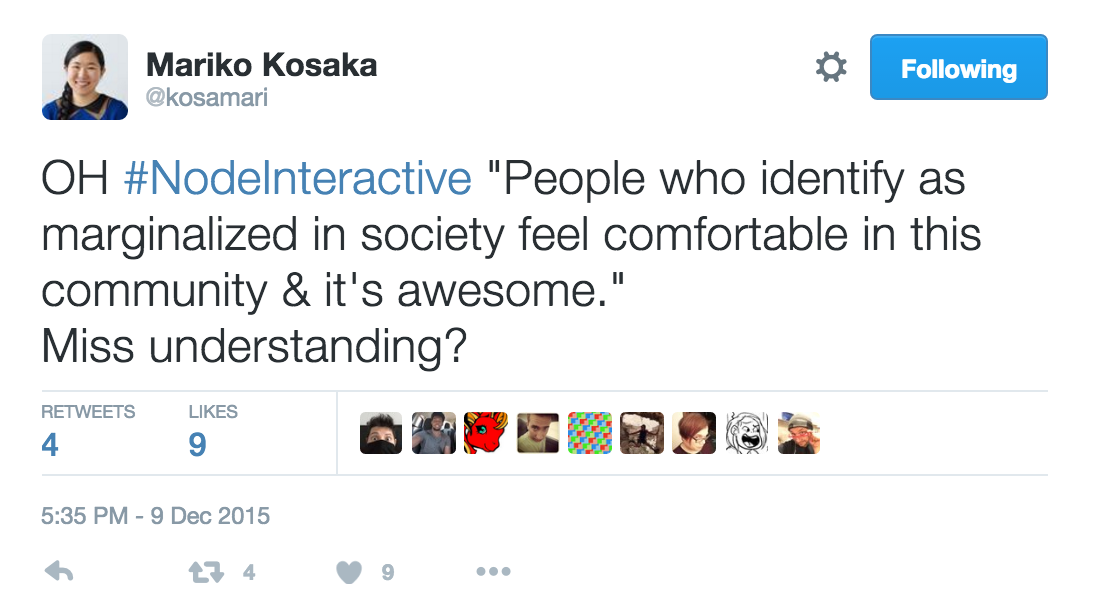 Mariko Kosaka
@kosamari
Following
OH #NodeInteractive "People who identify as
marginalized in society feel comfortable in this
community & it's awesome."
Miss understanding?
RETWEETS LIKES
4 9
5:35 PM - 9 Dec 2015
4 9